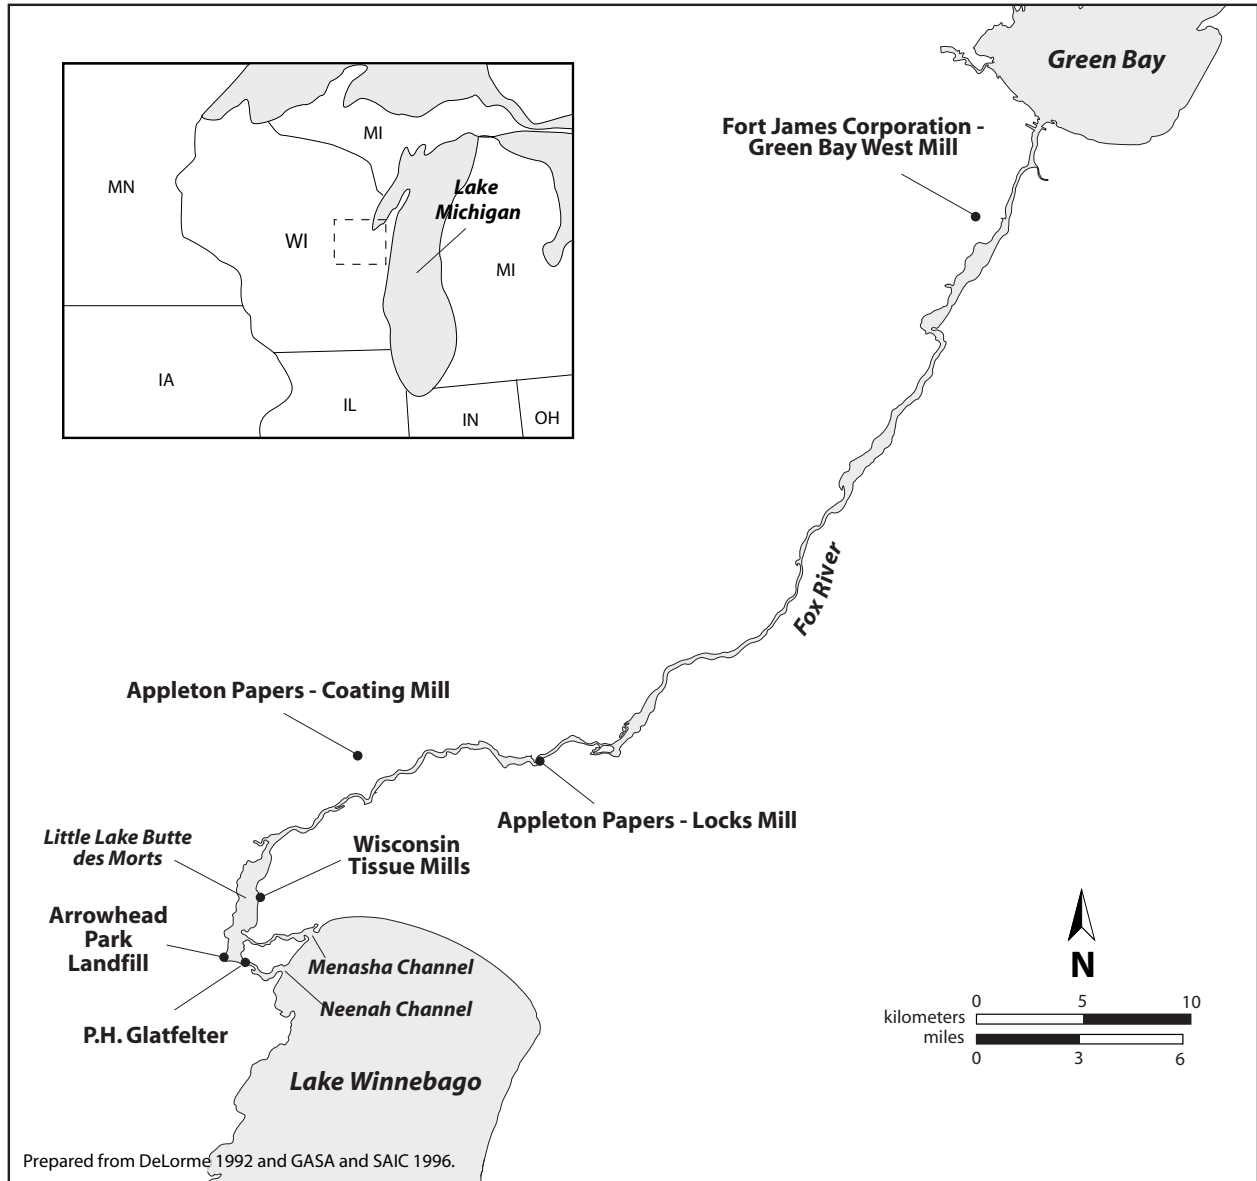 Green Bay
Fort James Corporation -
Green Bay West Mill
MI
MN
Lake
Michigan
WI
MI
IA
IL
IN
OH
Fox River
Appleton Papers - Coating Mill
Appleton Papers - Locks Mill
Little Lake Butte
des Morts
Wisconsin
Tissue Mills
Arrowhead
Park
Landfill
Menasha Channel
Neenah Channel
P.H. Glatfelter
Lake Winnebago
N
0 5 10
kilometers
miles
0 3 6
Prepared from DeLorme 1992 and GASA and SAIC 1996.